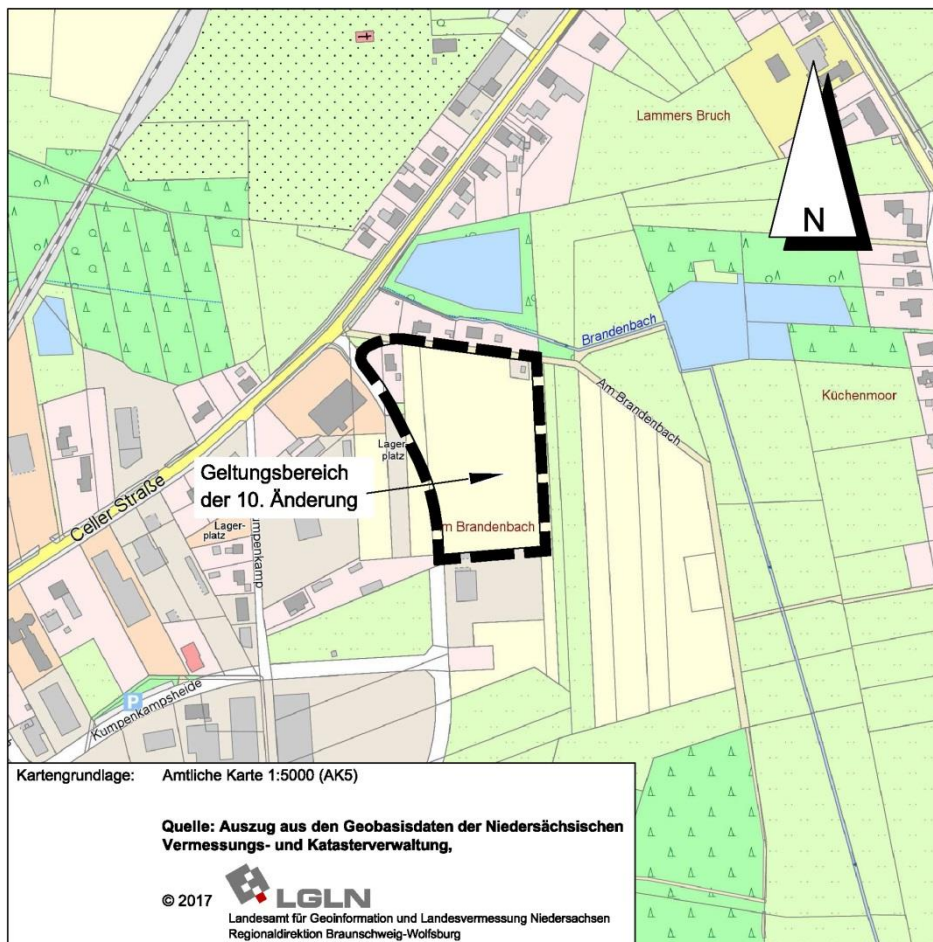 Lammers Bruch
N
Brandenbach
Am Brandenbach
Küchenmoor
Lager
platz
Geltungsbereich
der 10. Änderung
m Brandenbach
Celler Straße
Lager-
platz
Kumpenkamp
P
Kumpenkampsheide
Kartengrundlage: Amtliche Karte 1:5000 (AK5)
Quelle: Auszug aus den Geobasisdaten der Niedersächsischen
Vermessungs- und Katasterverwaltung,
© 2017 LGLN
Landesamt für Geoinformation und Landesvermessung Niedersachsen
Regionaldirektion Braunschweig-Wolfsburg